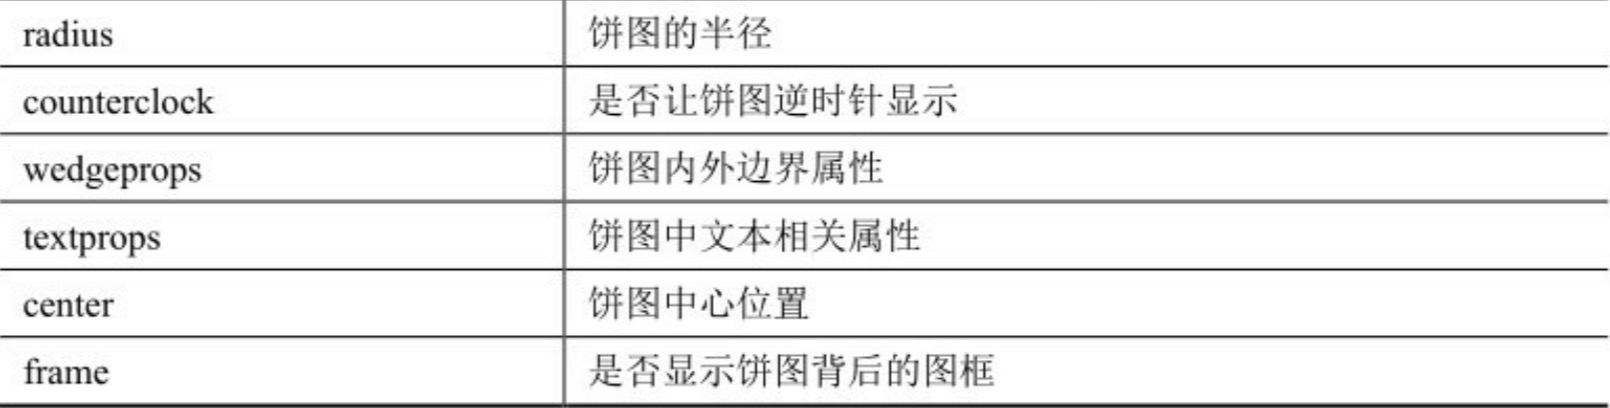 radius 饼图的半径
counterclock 是否让饼图逆时针显示
wedgeprops 饼图内外边界属性
textprops 饼图中文本相关属性
center 饼图中心位置
frame 是否显示饼图背后的图框